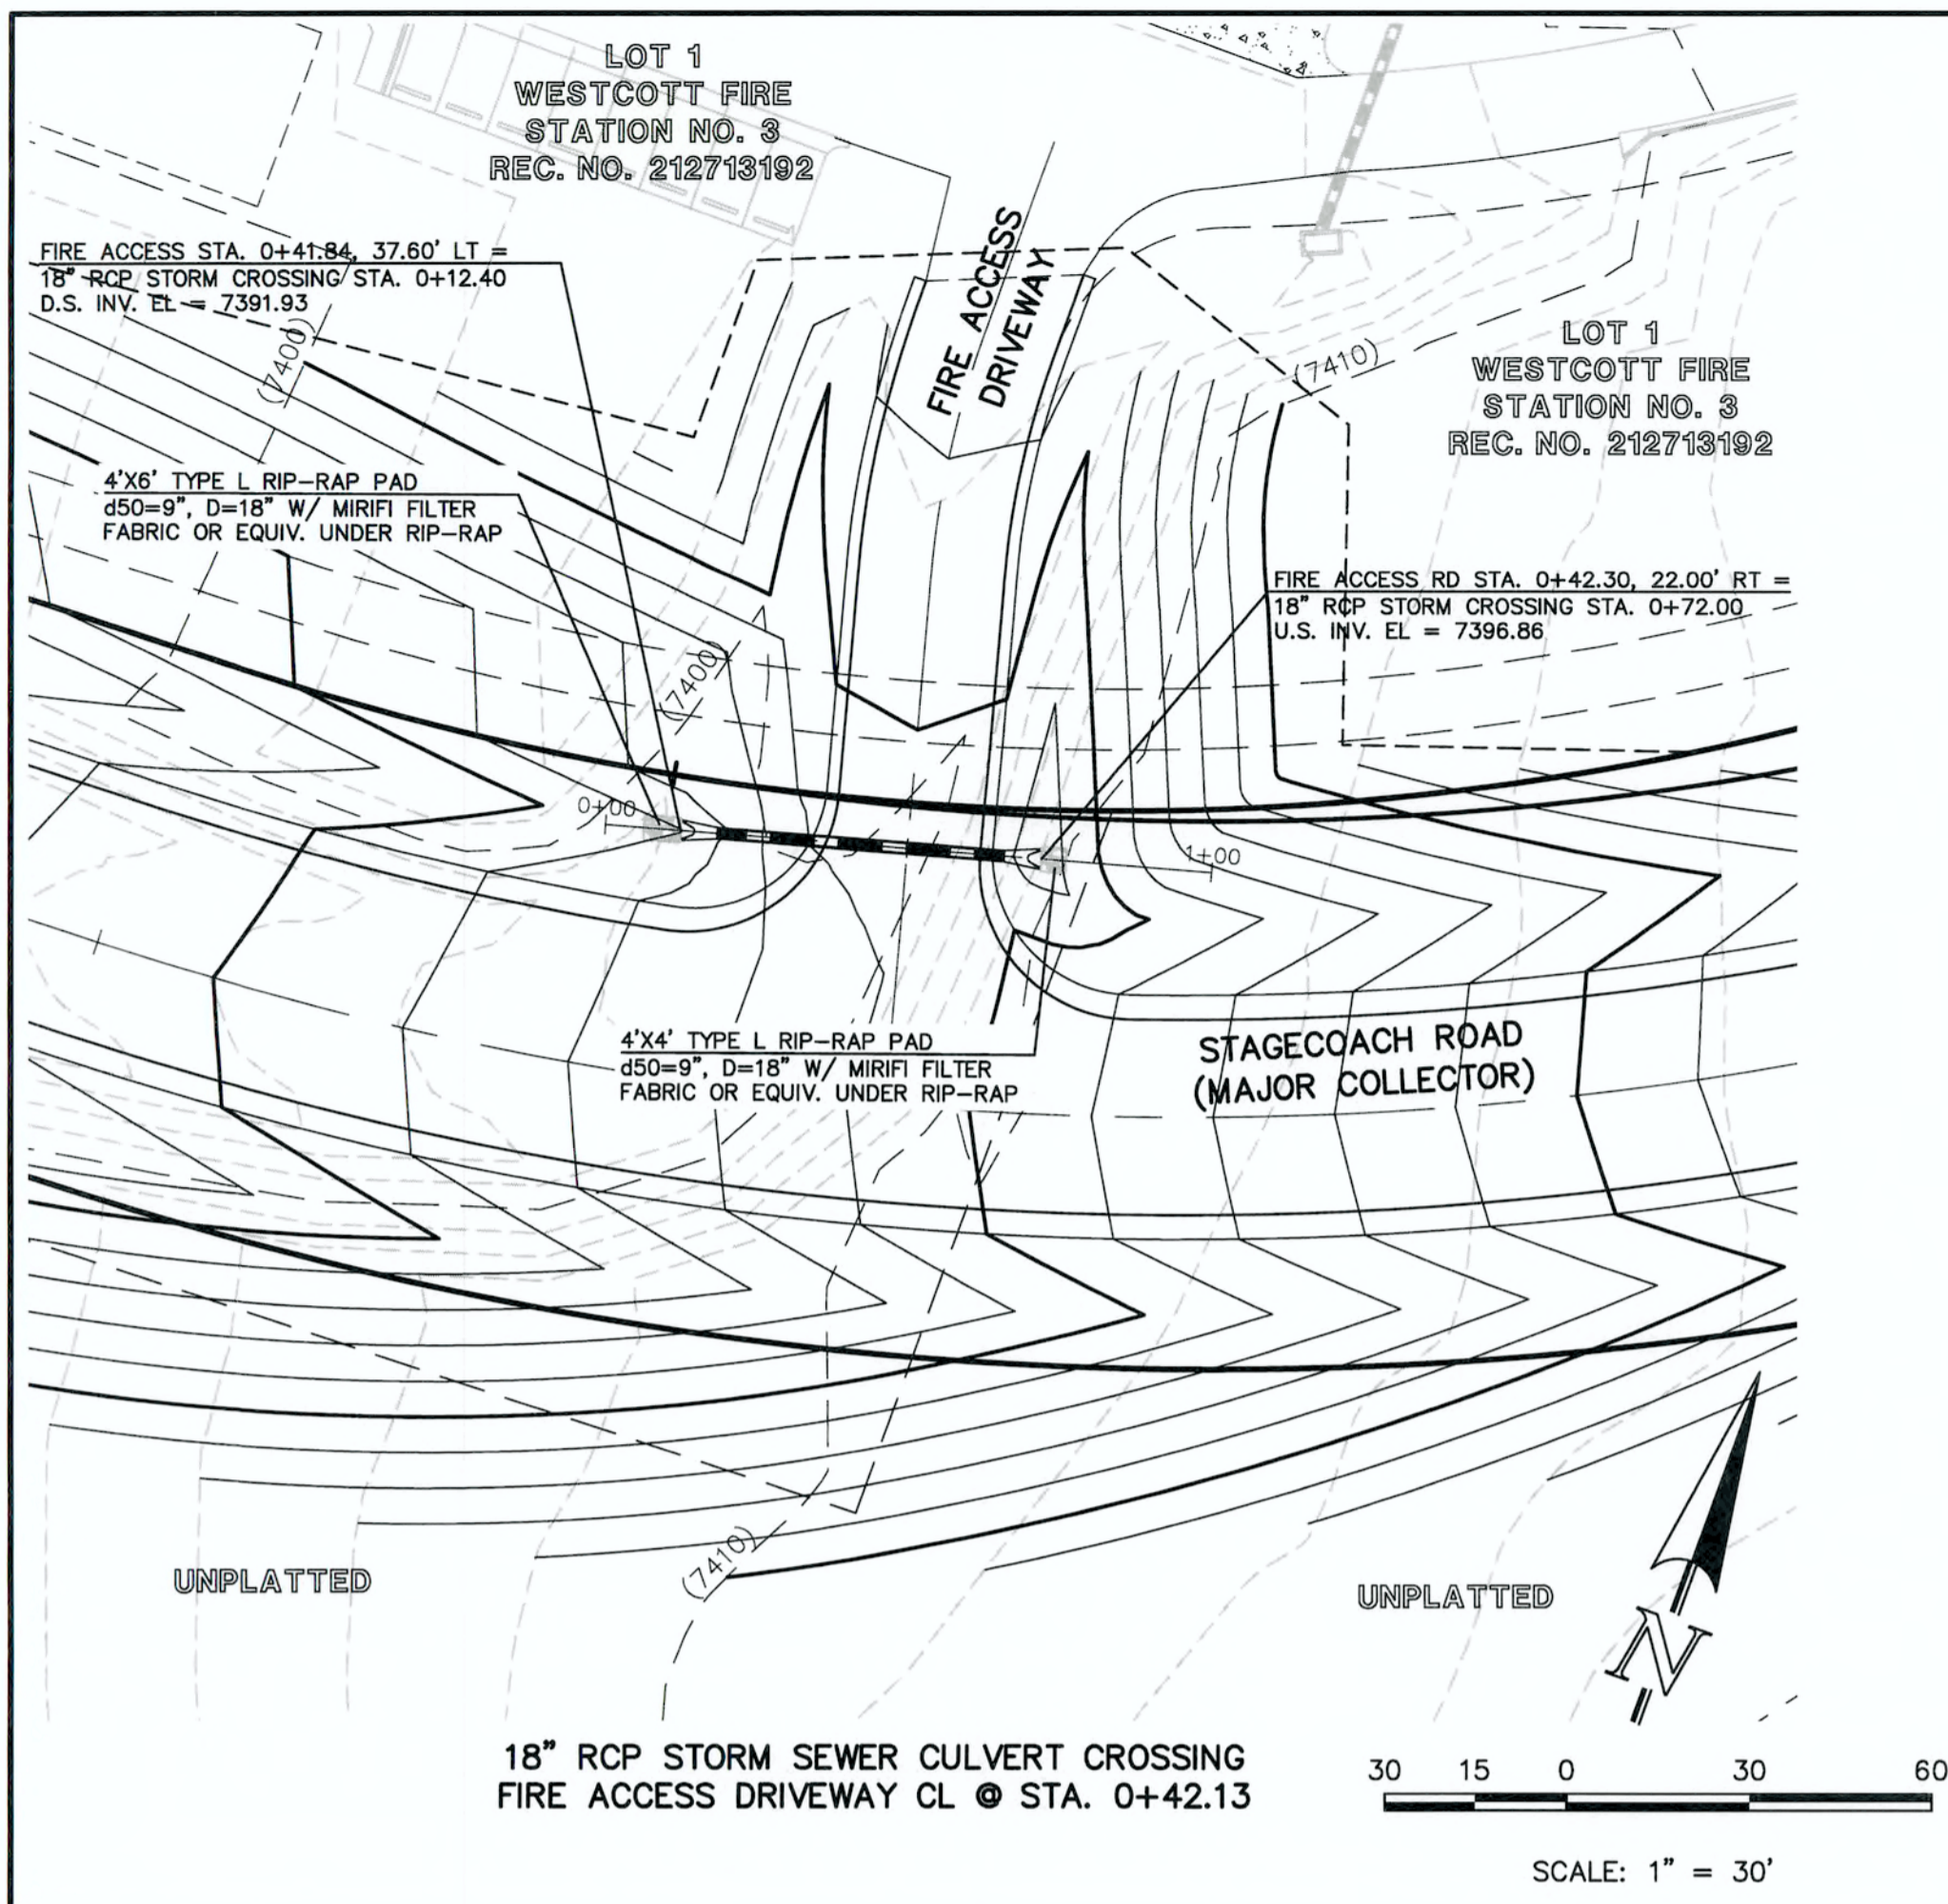 LOT 1
WESTCOTT FIRE
STATION NO. 3
REC. NO. 212713192
FIRE ACCESS
DRIVEWAY
FIRE ACCESS STA. 0+41.84, 37.60' LT =
18" RCP STORM CROSSING STA. 0+12.40
D.S. INV. EL = 7391.93
(7400)
(7410)
LOT 1
WESTCOTT FIRE
STATION NO. 3
REC. NO. 212713192
4'X6' TYPE L RIP-RAP PAD
d50=9", D=18" W/ MIRIFI FILTER
FABRIC OR EQUIV. UNDER RIP-RAP
FIRE ACCESS RD STA. 0+42.30, 22.00' RT =
18" RCP STORM CROSSING STA. 0+72.00
U.S. INV. EL = 7396.86
(7400)
0+00
1+00
4'X4' TYPE L RIP-RAP PAD
d50=9", D=18" W/ MIRIFI FILTER
FABRIC OR EQUIV. UNDER RIP-RAP
STAGECOACH ROAD
(MAJOR COLLECTOR)
(7410)
UNPLATTED
UNPLATTED
N
18" RCP STORM SEWER CULVERT CROSSING
FIRE ACCESS DRIVEWAY CL @ STA. 0+42.13
30 15 0 30 60
SCALE: 1" = 30'